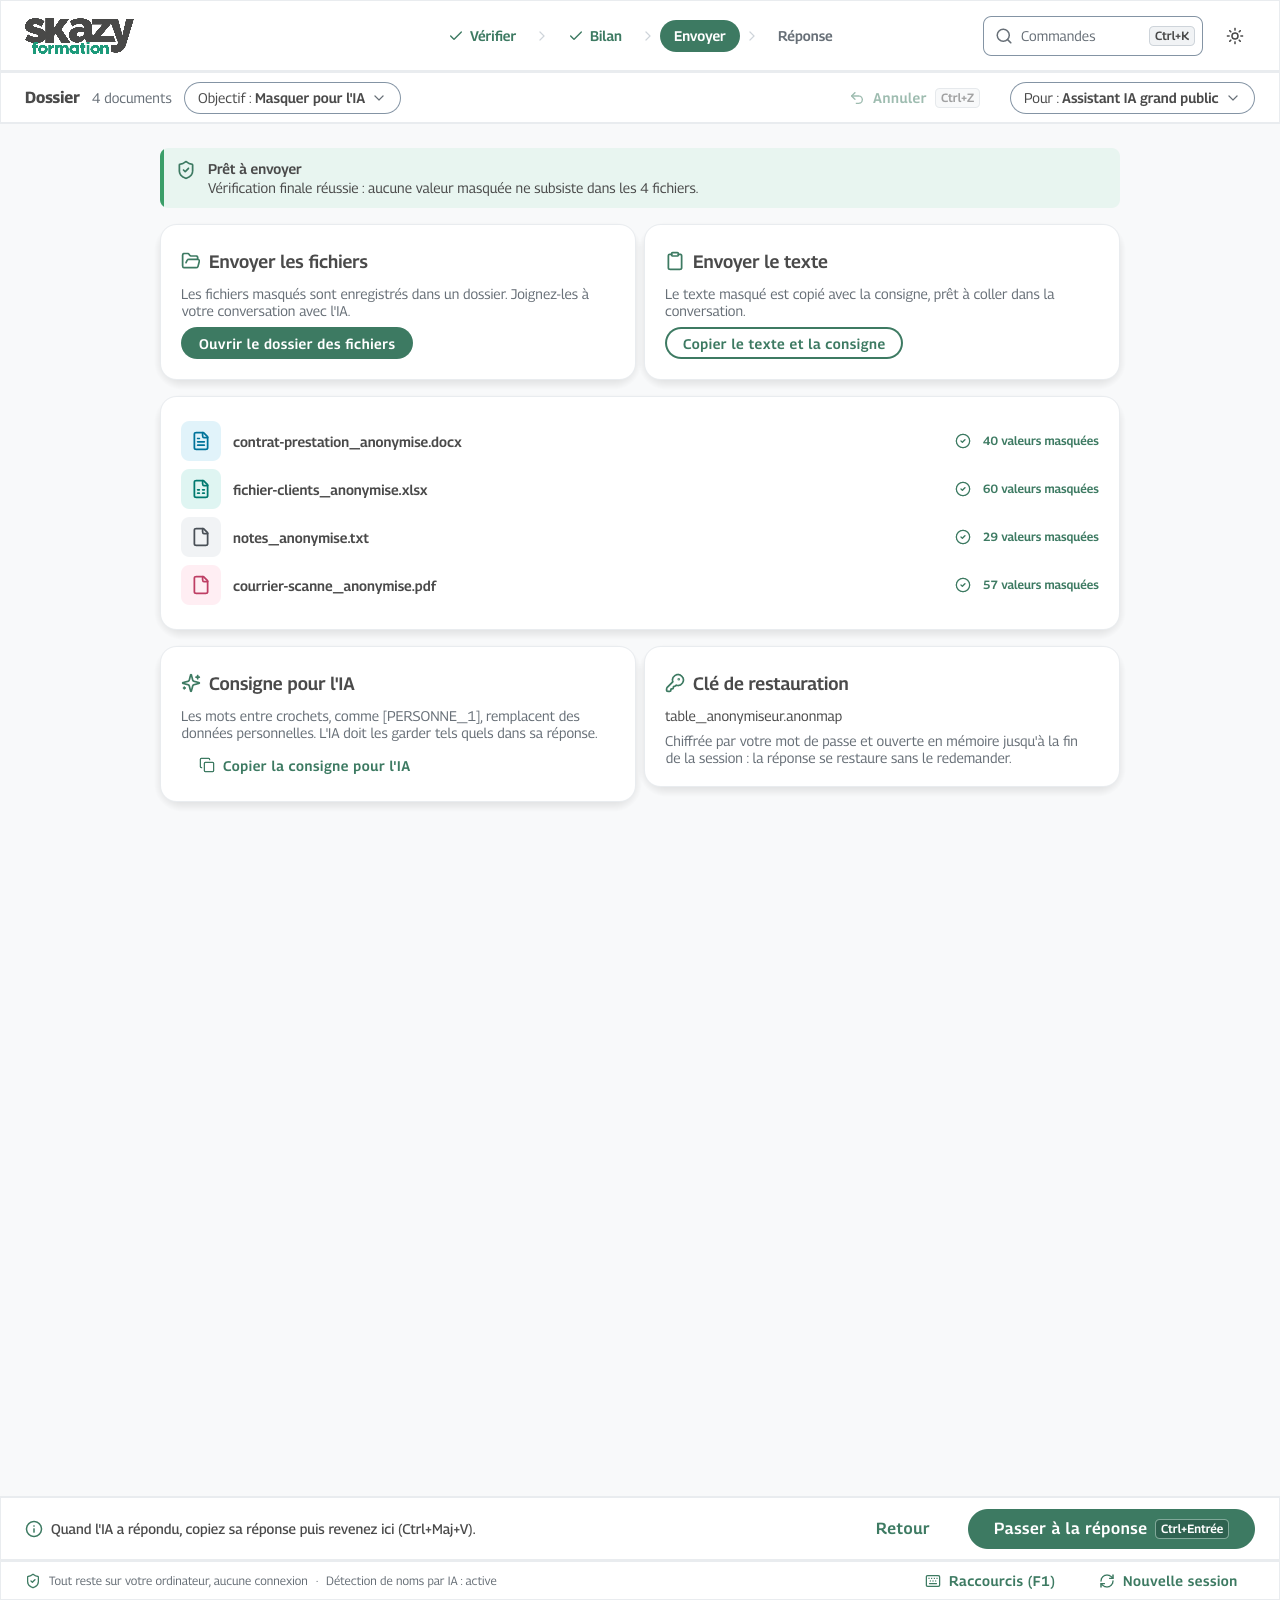 skazy
formation
Vérifier
Bilan
Envoyer
Réponse
Commandes
Ctrl+K
Dossier
4 documents
Objectif : Masquer pour l'IA
Annuler
Ctrl+Z
Pour : Assistant IA grand public
Prêt à envoyer
Vérification finale réussie : aucune valeur masquée ne subsiste dans les 4 fichiers.
Envoyer les fichiers
Les fichiers masqués sont enregistrés dans un dossier. Joignez-les à
votre conversation avec l'IA.
Ouvrir le dossier des fichiers
Envoyer le texte
Le texte masqué est copié avec la consigne, prêt à coller dans la
conversation.
Copier le texte et la consigne
contrat-prestation_anonymise.docx
40 valeurs masquées
fichier-clients_anonymise.xlsx
60 valeurs masquées
notes_anonymise.txt
29 valeurs masquées
courrier-scanne_anonymise.pdf
57 valeurs masquées
Consigne pour l'IA
Les mots entre crochets, comme [PERSONNE_1], remplacent des
données personnelles. L'IA doit les garder tels quels dans sa réponse.
Copier la consigne pour l'IA
Clé de restauration
table_anonymiseur.anonmap
Chiffrée par votre mot de passe et ouverte en mémoire jusqu'à la fin
de la session : la réponse se restaure sans le redemander.
Quand l'IA a répondu, copiez sa réponse puis revenez ici (Ctrl+Maj+V).
Retour
Passer à la réponse
Ctrl+Entrée
Tout reste sur votre ordinateur, aucune connexion · Détection de noms par IA : active
Raccourcis (F1)
Nouvelle session